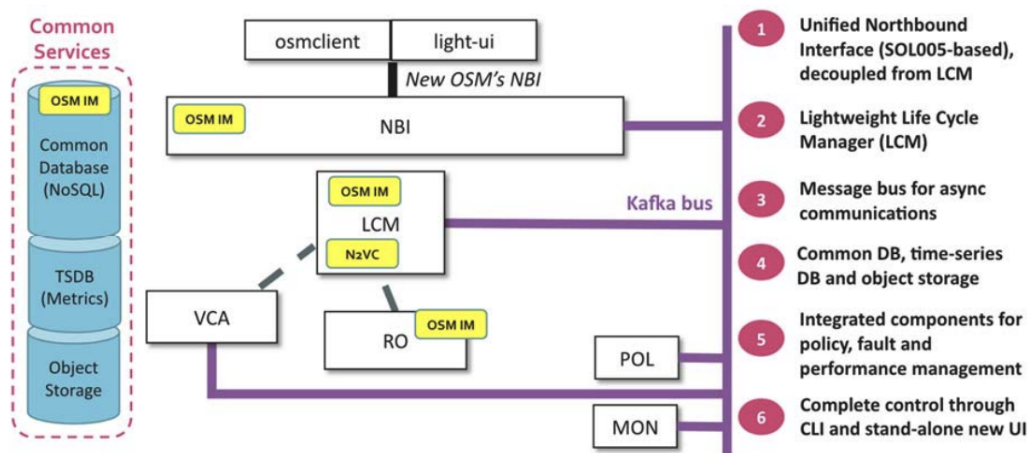 Common
Services
OSM IM
Common
Database
(NoSQL)
TSDB
(Metrics)
Object
Storage
osmclient
light-ui
New OSM's NBI
OSM IM
NBI
OSM IM
LCM
N2VC
Kafka bus
VCA
RO
OSM IM
POL
MON
1
Unified Northbound
Interface (SOL005-based),
decoupled from LCM
2
Lightweight Life Cycle
Manager (LCM)
3
Message bus for async
communications
4
Common DB, time-series
DB and object storage
5
Integrated components for
policy, fault and
performance management
6
Complete control through
CLI and stand-alone new UI